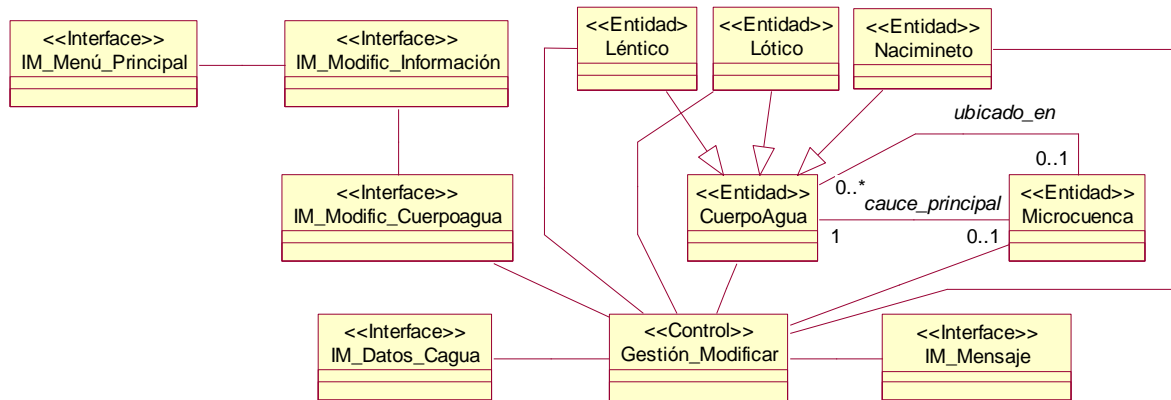 <<Interface>>
IM_Menú_Principal
<<Interface>>
IM_Modific_Información
<<Entidad>
Léntico
<<Entidad>
Lótico
<<Entidad>>
Nacimineto
ubicado_en
0..1
0..*
<<Interface>>
IM_Modific_Cuerpoagua
<<Entidad>>
CuerpoAgua
cauce_principal
1
0..1
<<Entidad>>
Microcuenca
<<Interface>>
IM_Datos_Cagua
<<Control>>
Gestión_Modificar
<<Interface>>
IM_Mensaje